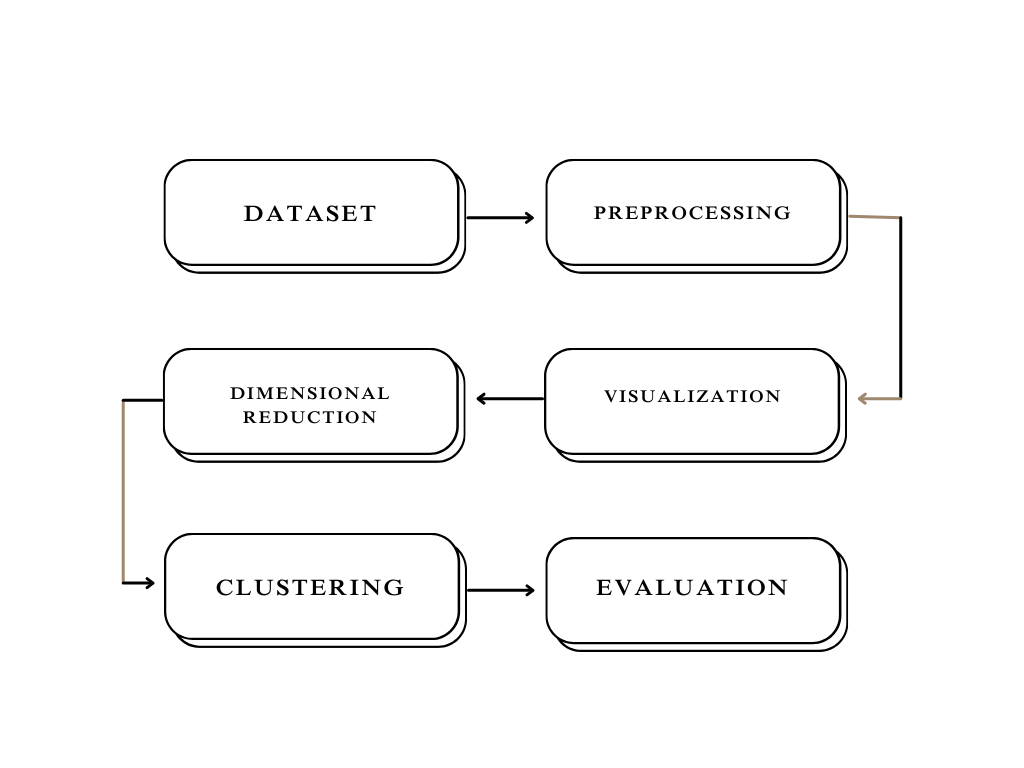 DATASET
PREPROCESSING
VISUALIZATION
DIMENSIONAL
REDUCTION
CLUSTERING
EVALUATION